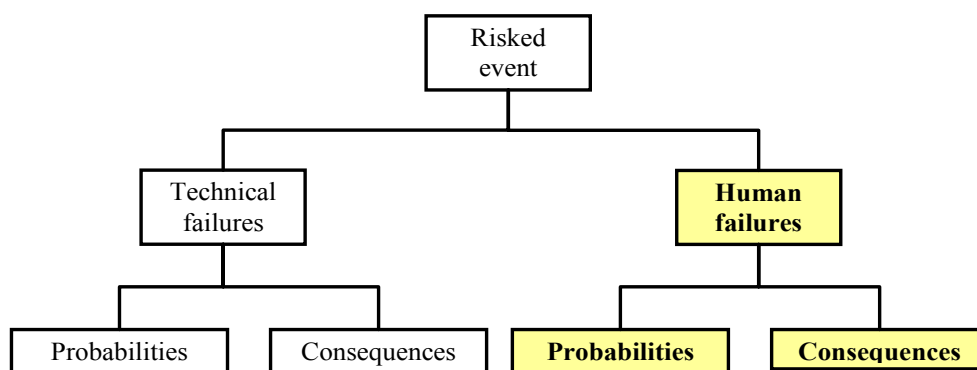 Risked
event
Technical
failures
Human
failures
Probabilities
Consequences
Probabilities
Consequences